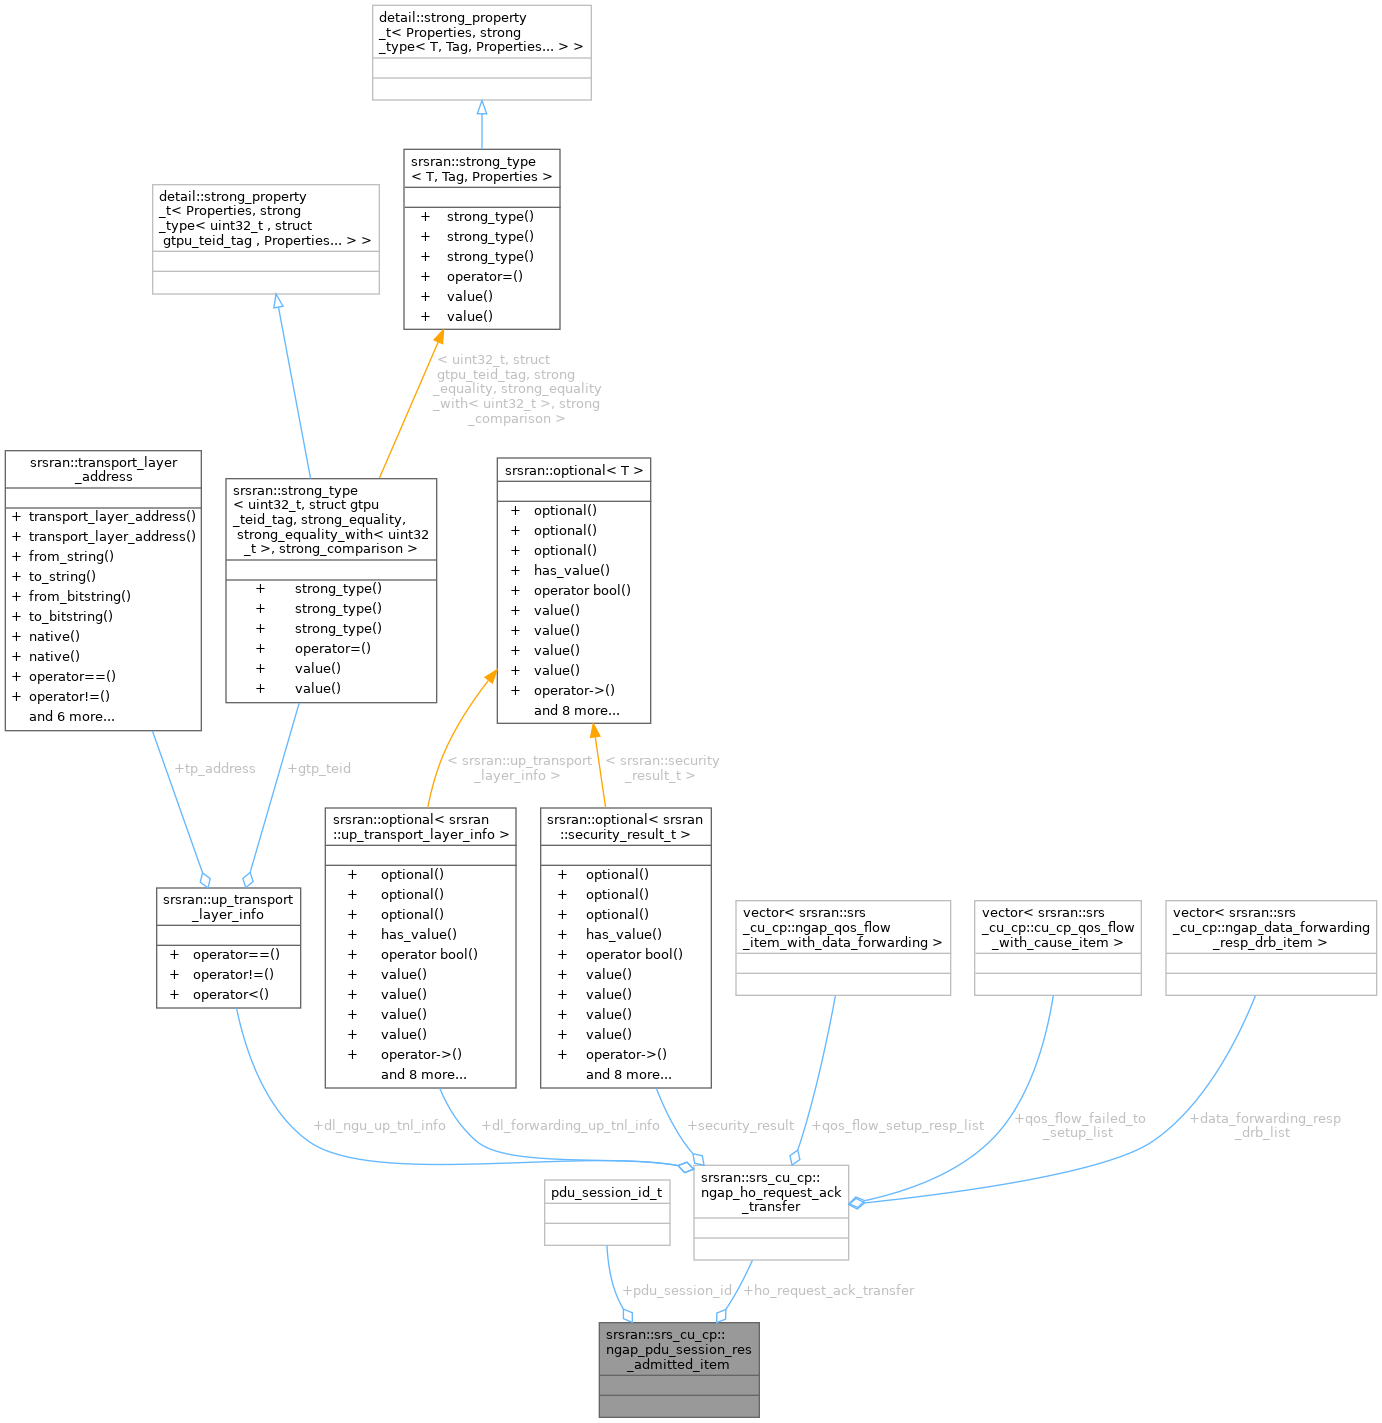 detail::strong_property
_t< Properties, strong
_type< T, Tag, Properties... > >
srsran::strong_type
< T, Tag, Properties >
+ strong_type()
+ strong_type()
+ strong_type()
+ operator=()
+ value()
+ value()
detail::strong_property
_t< Properties, strong
_type< uint32_t , struct
gtpu_teid_tag , Properties... > >
< uint32_t, struct
gtpu_teid_tag, strong
_equality, strong_equality
_with< uint32_t >, strong
_comparison >
srsran::transport_layer
_address
+ transport_layer_address()
+ transport_layer_address()
+ from_string()
+ to_string()
+ from_bitstring()
+ to_bitstring()
+ native()
+ native()
+ operator==()
+ operator!=()
and 6 more...
srsran::strong_type
< uint32_t, struct gtpu
_teid_tag, strong_equality,
strong_equality_with< uint32
_t >, strong_comparison >
+ strong_type()
+ strong_type()
+ strong_type()
+ operator=()
+ value()
+ value()
srsran::optional< T >
+ optional()
+ optional()
+ optional()
+ has_value()
+ operator bool()
+ value()
+ value()
+ value()
+ value()
+ operator->()
and 8 more...
+tp_address
+gtp_teid
< srsran::up_transport
_layer_info >
< srsran::security
_result_t >
srsran::up_transport
_layer_info
+ operator==()
+ operator!=()
+ operator<()
srsran::optional< srsran
::up_transport_layer_info >
+ optional()
+ optional()
+ optional()
+ has_value()
+ operator bool()
+ value()
+ value()
+ value()
+ value()
+ operator->()
and 8 more...
srsran::optional< srsran
::security_result_t >
+ optional()
+ optional()
+ optional()
+ has_value()
+ operator bool()
+ value()
+ value()
+ value()
+ value()
+ operator->()
and 8 more...
vector< srsran::srs
_cu_cp::ngap_qos_flow
_item_with_data_forwarding >
vector< srsran::srs
_cu_cp::cu_cp_qos_flow
_with_cause_item >
vector< srsran::srs
_cu_cp::ngap_data_forwarding
_resp_drb_item >
+dl_ngu_up_tnl_info
+dl_forwarding_up_tnl_info
+security_result
+qos_flow_setup_resp_list
+qos_flow_failed_to
_setup_list
+data_forwarding_resp
_drb_list
pdu_session_id_t
srsran::srs_cu_cp::
ngap_ho_request_ack
_transfer
+pdu_session_id
+ho_request_ack_transfer
srsran::srs_cu_cp::
ngap_pdu_session_res
_admitted_item